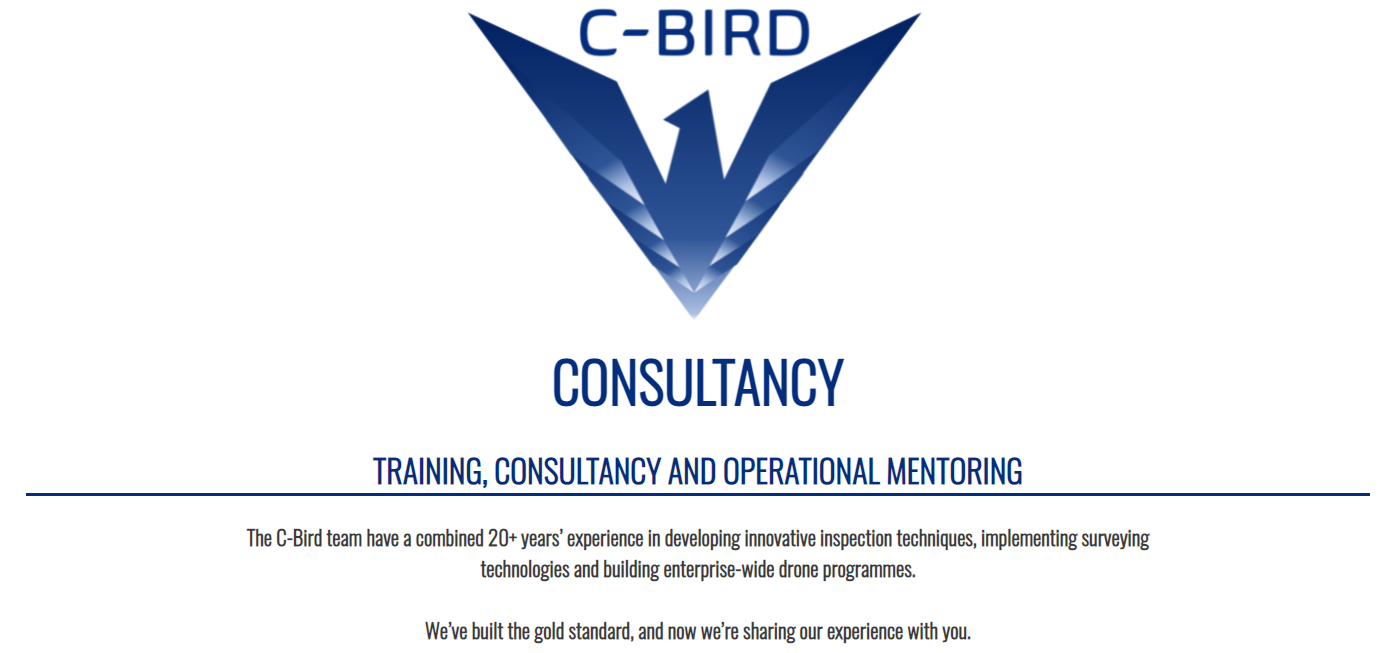 C-BIRD
CONSULTANCY
TRAINING, CONSULTANCY AND OPERATIONAL MENTORING
The C-Bird team have a combined 20+ years’ experience in developing innovative inspection techniques, implementing surveying
technologies and building enterprise-wide drone programmes.
We’ve built the gold standard, and now we’re sharing our experience with you.